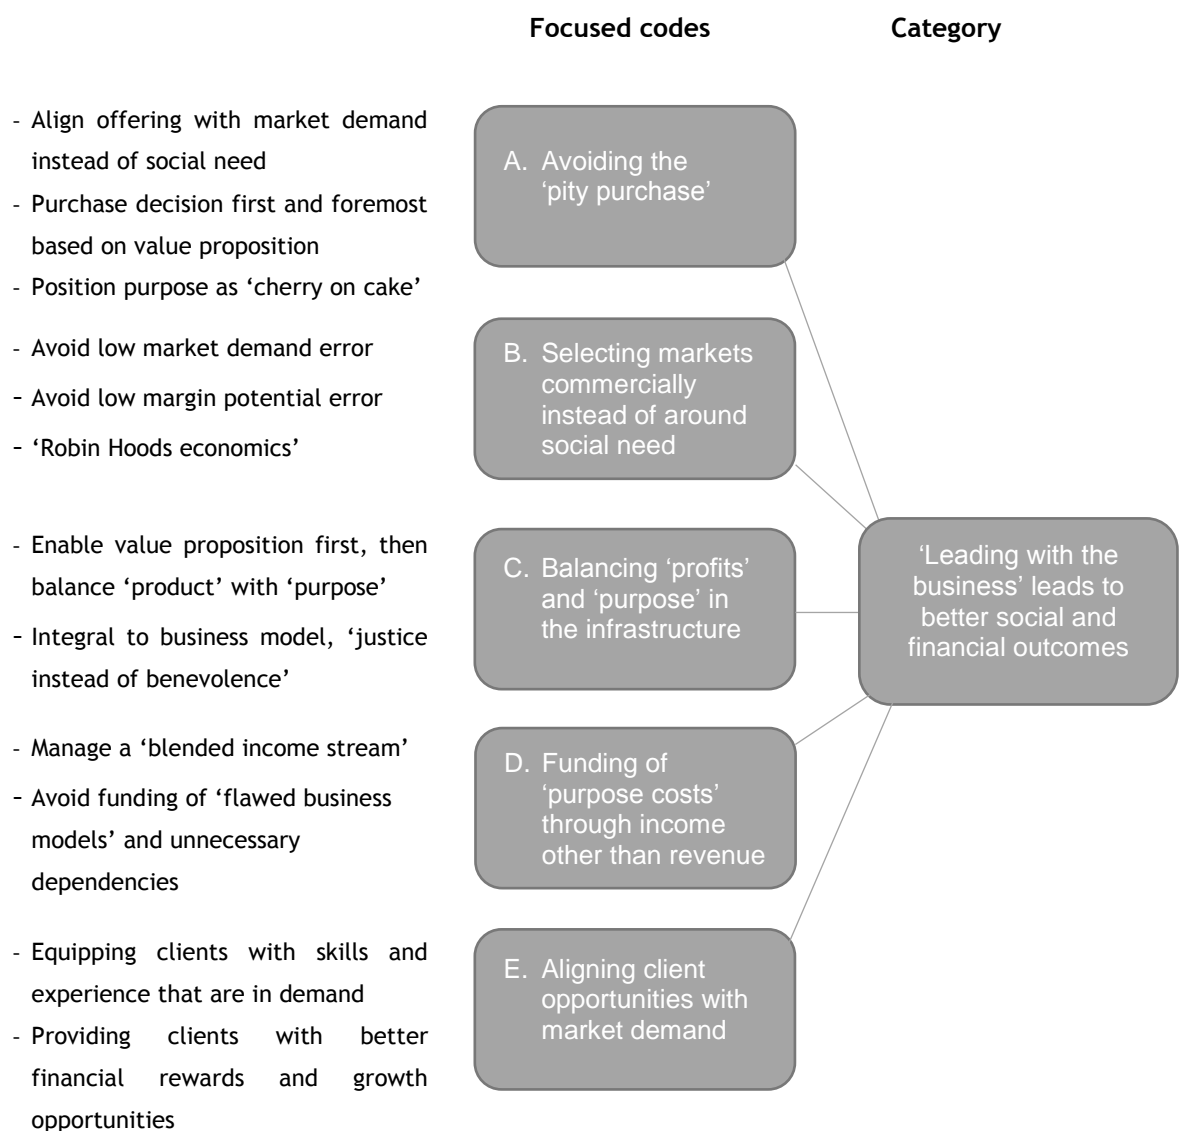 Focused codes
Category
- Align offering with market demand
instead of social need
- Purchase decision first and foremost
based on value proposition
- Position purpose as ‘cherry on cake’
A. Avoiding the
‘pity purchase’
- Avoid low market demand error
- Avoid low margin potential error
- ‘Robin Hoods economics’
B. Selecting markets
commercially
instead of around
social need
- Enable value proposition first, then
balance ‘product’ with ‘purpose’
- Integral to business model, ‘justice
instead of benevolence’
C. Balancing ‘profits’
and ‘purpose’ in
the infrastructure
‘Leading with the
business’ leads to
better social and
financial outcomes
- Manage a ‘blended income stream’
- Avoid funding of ‘flawed business
models’ and unnecessary
dependencies
D. Funding of
‘purpose costs’
through income
other than revenue
- Equipping clients with skills and
experience that are in demand
- Providing clients with better
financial rewards and growth
opportunities
E. Aligning client
opportunities with
market demand